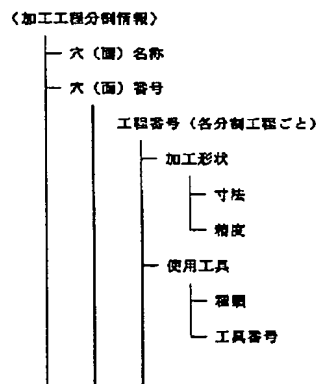 〈加工工程分割情報〉
穴（面）名称
穴（面）番号
工程番号（各分割工程ごと）
加工形状
寸法
精度
使用工具
種類
工具番号